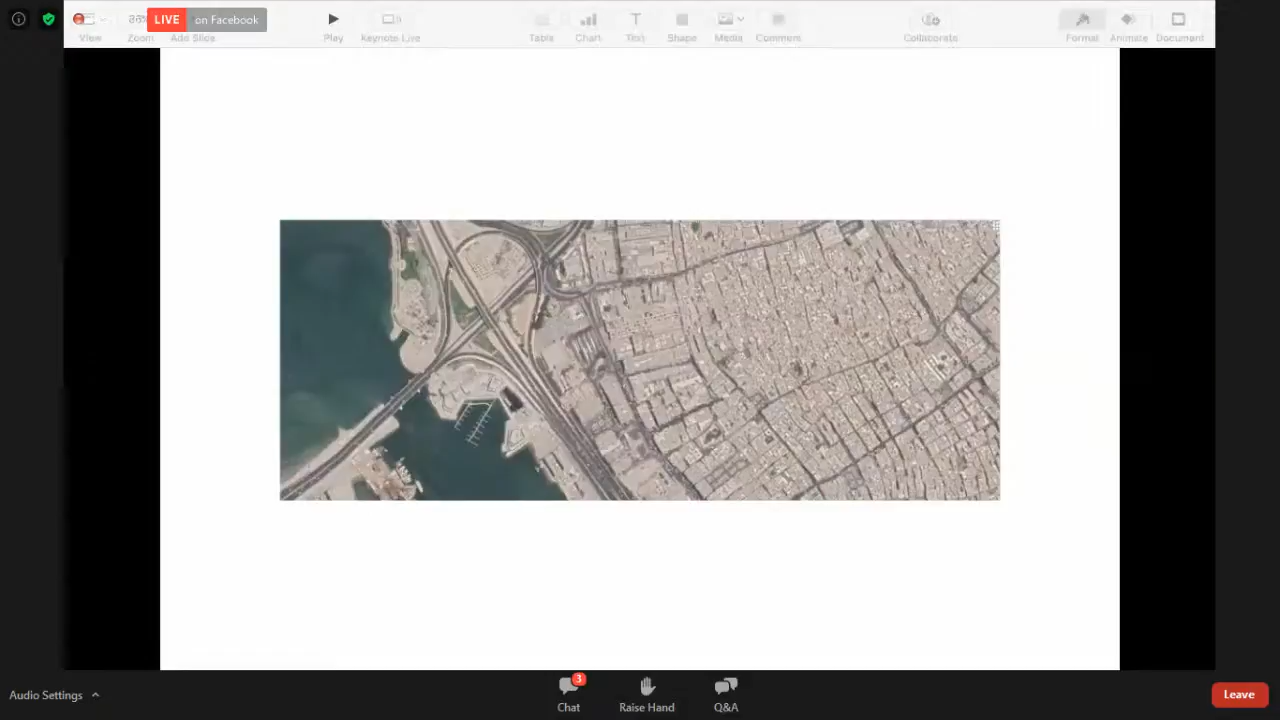 LIVE on Facebook
View Zoom Add Slide Play Keynote Live Table Chart Text Shape Media Comment Collaborate Format Animate Document
Audio Settings
3
Chat Raise Hand Q&A
Leave